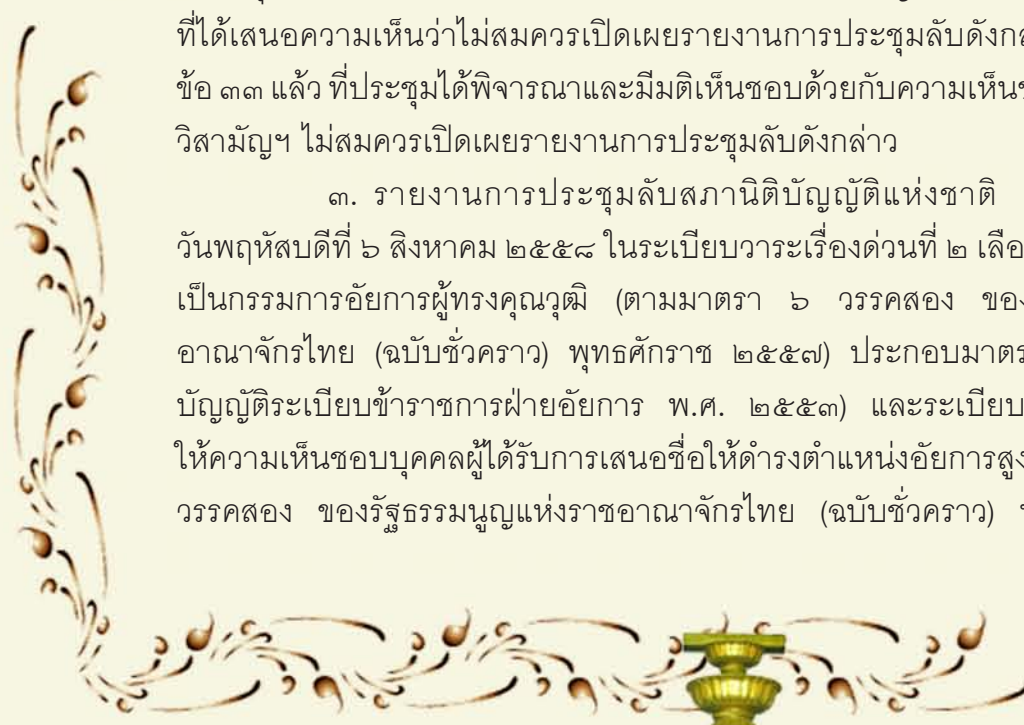 ที่ได้เสนอความเห็นว่าไม่สมควรเปิดเผยรายงานการประชุมลับดังกล
ข้อ ๓๓ แล้ว ที่ประชุมได้พิจารณาและมีมติเห็นชอบด้วยกับความเห็นข
วิสามัญฯ ไม่สมควรเปิดเผยรายงานการประชุมลับดังกล่าว
๓. รายงานการประชุมลับสภานิติบัญญัติแห่งชาติ
วันพฤหัสบดีที่ ๖ สิงหาคม ๒๕๕๘ ในระเบียบวาระเรื่องด่วนที่ ๒ เลือ
เป็นกรรมการอัยการผู้ทรงคุณวุฒิ (ตามมาตรา ๖ วรรคสอง ของ
อาณาจักรไทย (ฉบับชั่วคราว) พุทธศักราช ๒๕๕๗) ประกอบมาตร
บัญญัติระเบียบข้าราชการฝ่ายอัยการ พ.ศ. ๒๕๕๓) และระเบียบ
ให้ความเห็นชอบบุคคลผู้ได้รับการเสนอชื่อให้ดำรงตำแหน่งอัยการสูง
วรรคสอง ของรัฐธรรมนูญแห่งราชอาณาจักรไทย (ฉบับชั่วคราว) พ